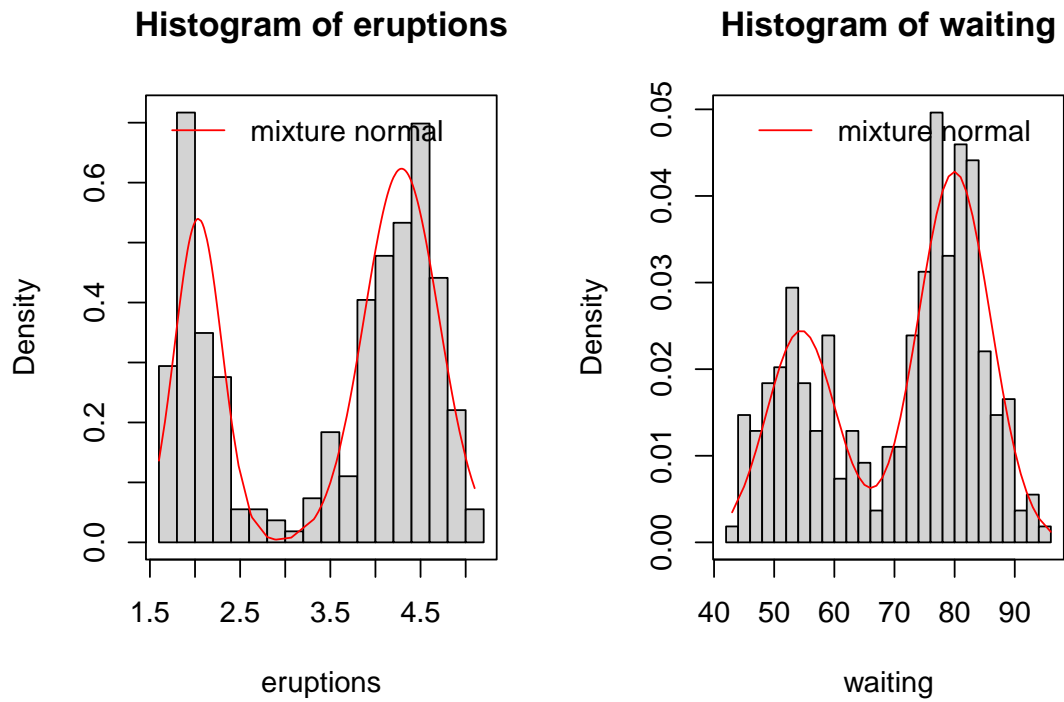 Histogram of eruptions
mixture normal
Density
0.0
0.2
0.4
0.6
1.5 2.5 3.5 4.5
eruptions
Histogram of waiting
mixture normal
Density
0.00
0.01
0.02
0.03
0.04
0.05
40 50 60 70 80 90
waiting